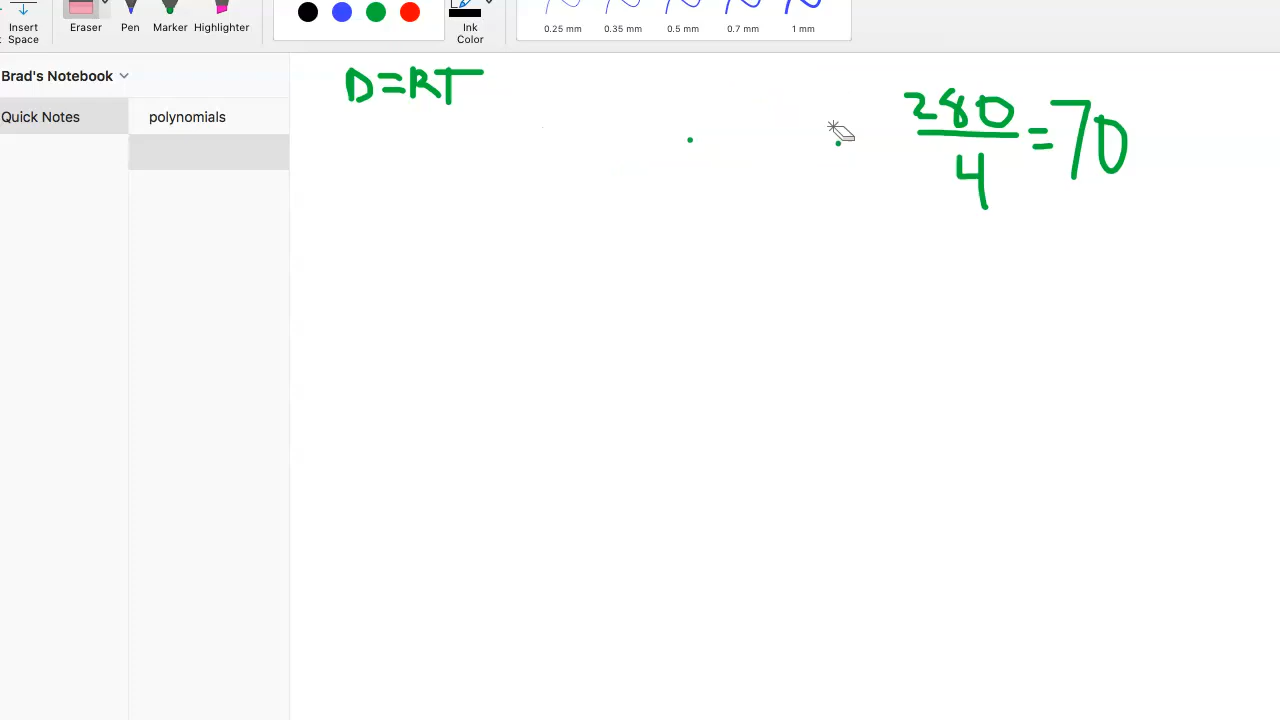 Insert
Space
Eraser
Pen
Marker
Highlighter
Ink
Color
0.25 mm
0.35 mm
0.5 mm
0.7 mm
1 mm
Brad's Notebook
Quick Notes
polynomials
D=RT
280
4
=70